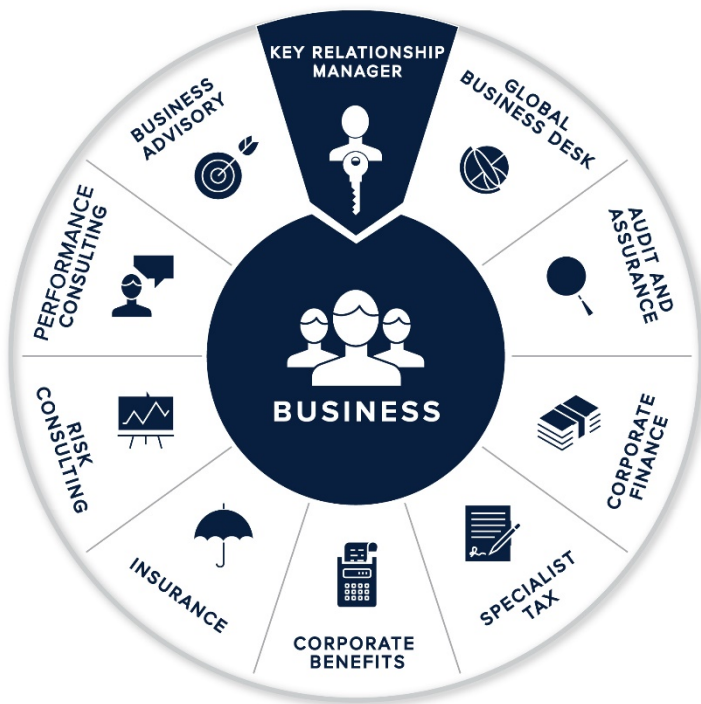 KEY RELATIONSHIP
MANAGER
GLOBAL
BUSINESS DESK
AUDIT AND
ASSURANCE
CORPORATE
FINANCE
SPECIALIST
TAX
CORPORATE
BENEFITS
INSURANCE
RISK
CONSULTING
PERFORMANCE
CONSULTING
BUSINESS
ADVISORY
BUSINESS